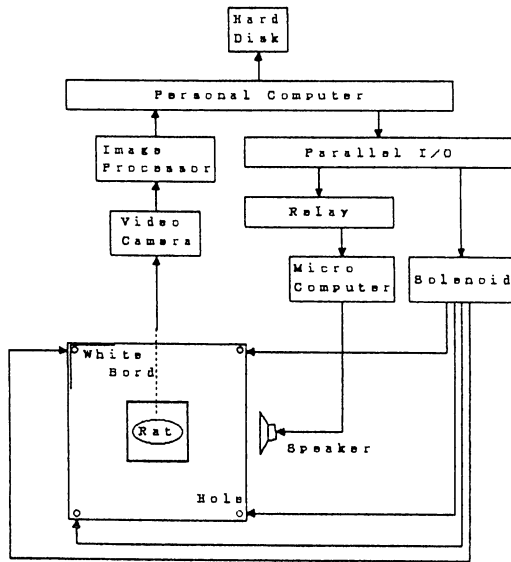 Hard
Disk
Personal Computer
Image
Processor
Parallel I/O
Relay
Video
Camera
Micro
Computer
Solenoid
White
Bord
Rat
Speaker
Hole